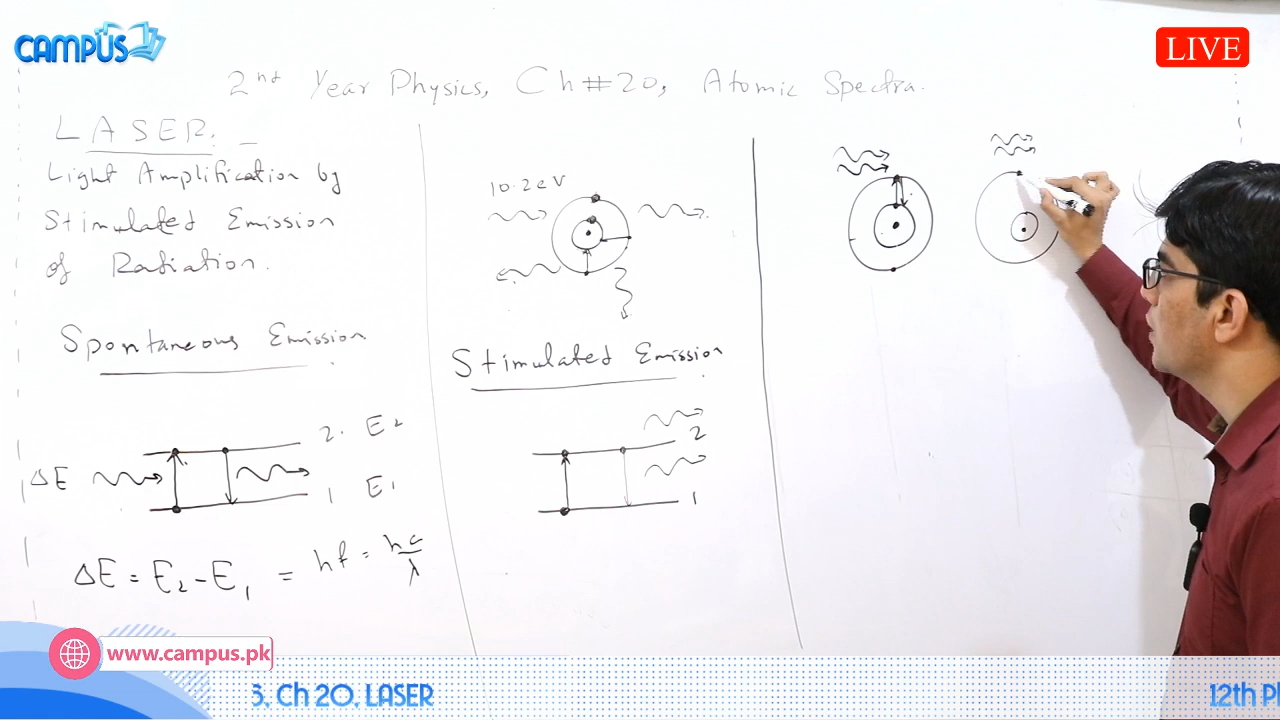 CAMPUS
LIVE
2nd Year Physics, Ch #20, Atomic Spectra.
LASER:
Light Amplification by
Stimulated Emission
of Radiation.
Spontaneous Emission
2. E2
ΔE
1 E1
ΔE = E2 - E1 = hf = hc/λ
10.2 eV
Stimulated Emission
2
1
www.campus.pk
3, Ch 20, LASER
12th